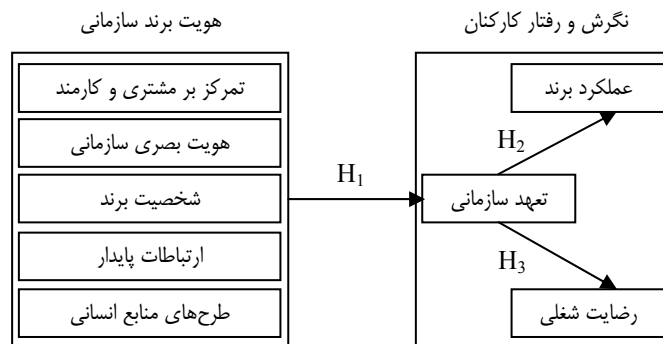 هویت برند سازمانی
تمرکز بر مشتری و کارمند
هویت بصری سازمانی
شخصیت برند
ارتباطات پایدار
طرح‌های منابع انسانی
H1
نگرش و رفتار کارکنان
عملکرد برند
H2
تعهد سازمانی
H3
رضایت شغلی